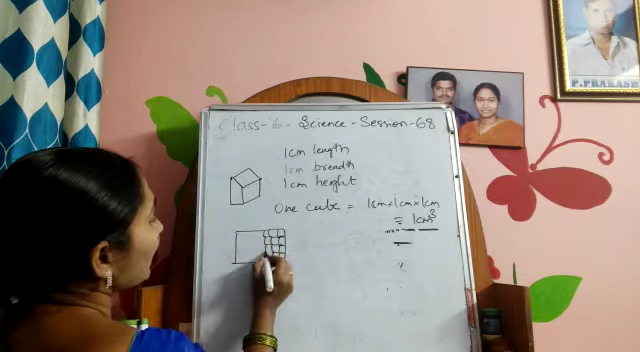 Class-6-Science-Session-68
1cm length
1cm breadth
1cm height
One cube = 1cm×1cm×1cm
= 1cm³
P.PRAKASH